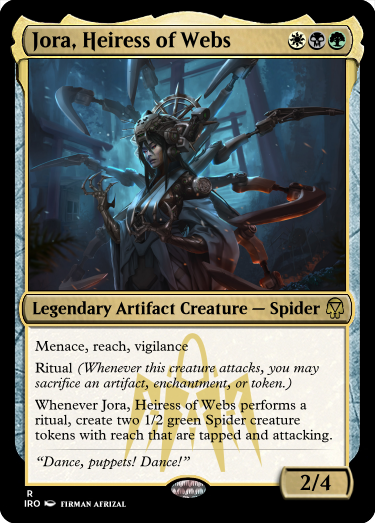 Jora, Heiress of Webs
Legendary Artifact Creature — Spider
Menace, reach, vigilance
Ritual (Whenever this creature attacks, you may
sacrifice an artifact, enchantment, or token.)
Whenever Jora, Heiress of Webs performs a
ritual, create two 1/2 green Spider creature
tokens with reach that are tapped and attacking.
“Dance, puppets! Dance!”
2/4
R
IRO FIRMAN AFRIZAL